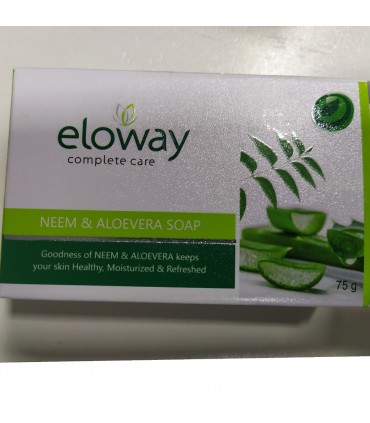 eloway
complete care
NEEM & ALOEVERA SOAP
Goodness of NEEM & ALOEVERA keeps
your skin Healthy, Moisturized & Refreshed
75 g